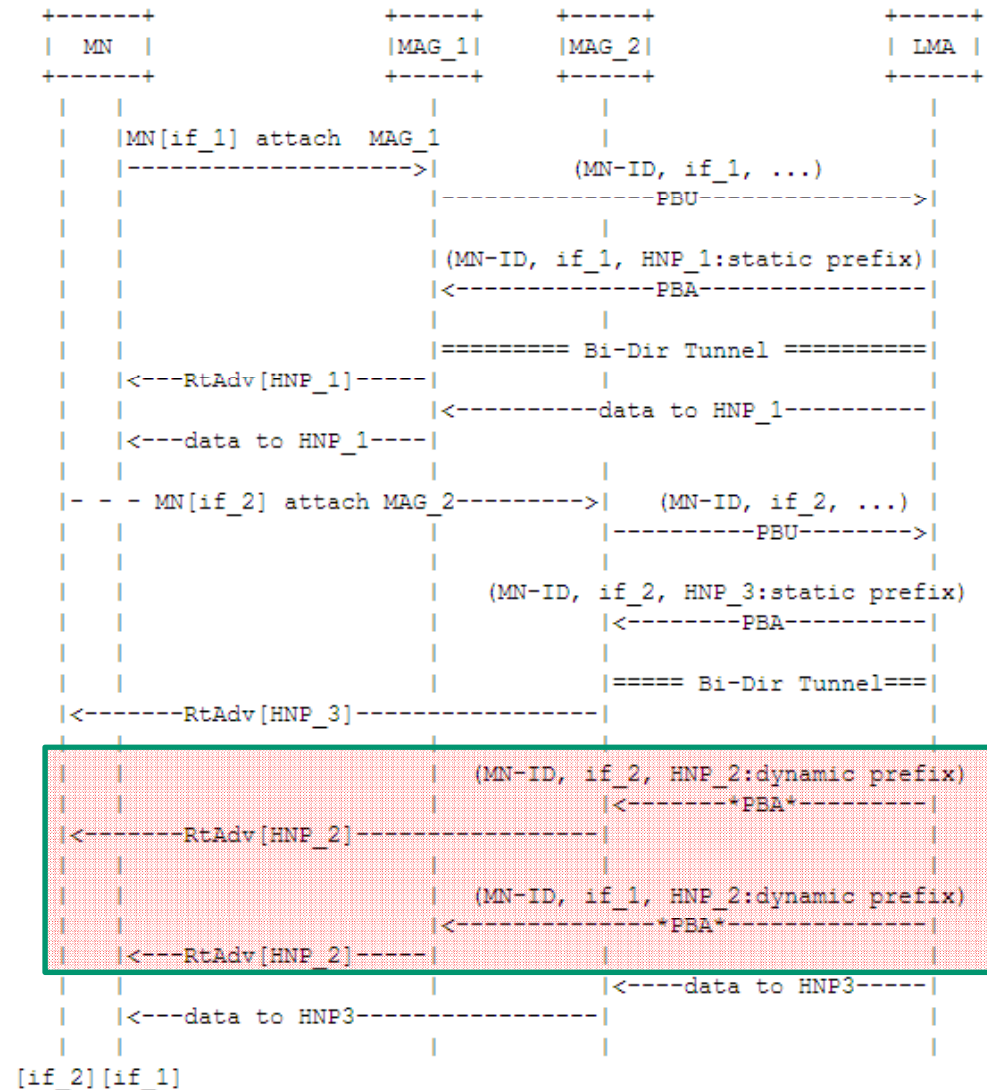 +------+ +-----+ +-----+ +-----+
| MN | |MAG_1| |MAG_2| | LMA |
+------+ +-----+ +-----+ +-----+
| | | | |
| |MN[if_1] attach MAG_1 | |
| |-------------------->| (MN-ID, if_1, ...) |
| | |---------------PBU--------------->|
| | | | |
| | |(MN-ID, if_1, HNP_1:static prefix)|
| | |<--------------PBA----------------|
| | | | |
| | |========= Bi-Dir Tunnel ==========|
| |<---RtAdv[HNP_1]-----| | |
| | |<----------data to HNP_1----------|
| |<---data to HNP_1----| |
| | | | |
|- - - MN[if_2] attach MAG_2--------->| (MN-ID, if_2, ...) |
| | | |----------PBU-------->|
| | | | |
| | | (MN-ID, if_2, HNP_3:static prefix)
| | | |<--------PBA----------|
| | | | |
| | | |===== Bi-Dir Tunnel===|
|<-------RtAdv[HNP_3]-----------------| |
| | | | |
| | | (MN-ID, if_2, HNP_2:dynamic prefix)
| | | |<-------*PBA*---------|
|<-------RtAdv[HNP_2]-----------------| |
| | | | |
| | | (MN-ID, if_1, HNP_2:dynamic prefix)
| | |<--------------*PBA*--------------|
| |<---RtAdv[HNP_2]-----| | |
| | | |<----data to HNP3-----|
| |<---data to HNP3-----------------| |
| | | | |
[if_2][if_1]